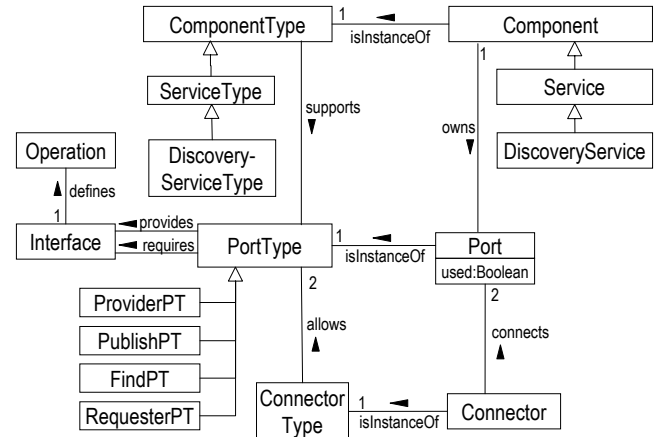 ComponentType
1
isInstanceOf
Component
1
ServiceType
Service
supports
owns
Operation
Discovery-
ServiceType
DiscoveryService
defines
1
Interface
provides
requires
PortType
1
isInstanceOf
Port
used:Boolean
2
2
ProviderPT
PublishPT
FindPT
RequesterPT
allows
connects
Connector
Type
1
isInstanceOf
Connector